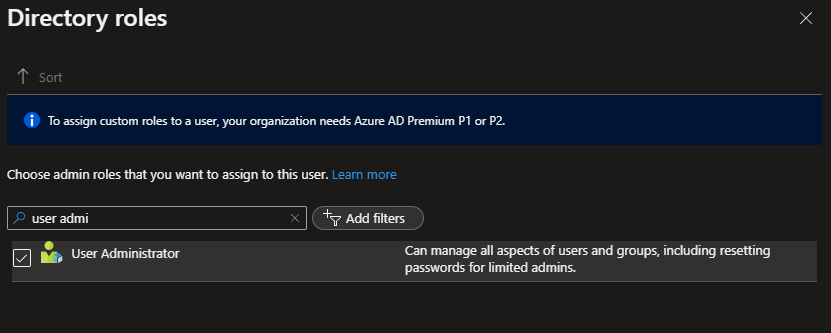 Directory roles
Sort
To assign custom roles to a user, your organization needs Azure AD Premium P1 or P2.
Choose admin roles that you want to assign to this user. Learn more
user admi
Add filters
User Administrator
Can manage all aspects of users and groups, including resetting
passwords for limited admins.